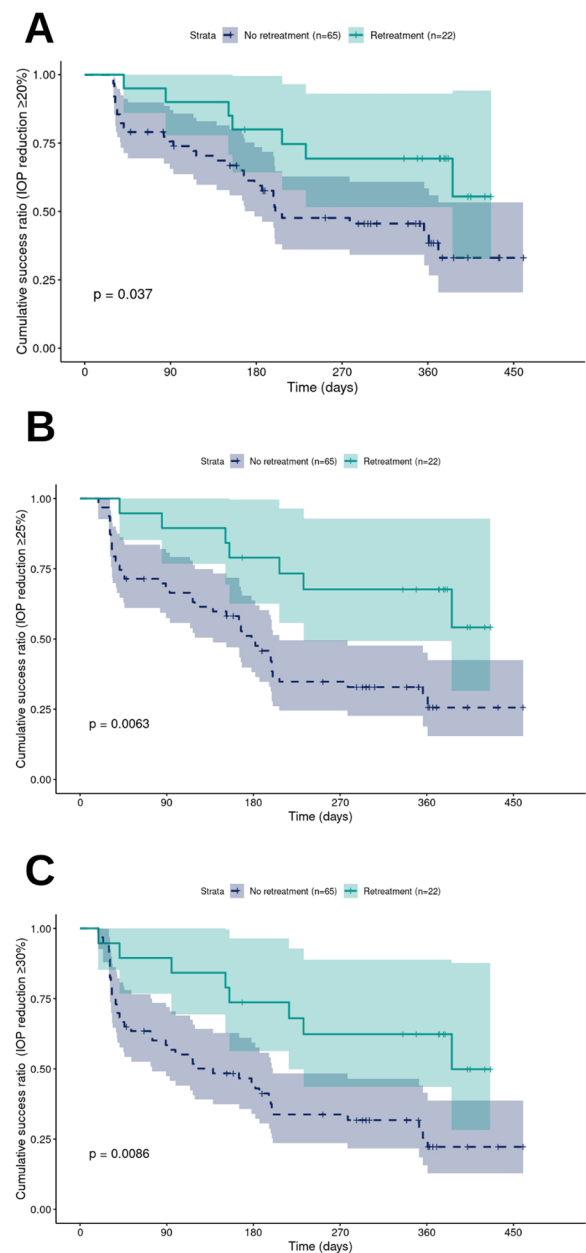 A
Strata No retreatment (n=65) Retreatment (n=22)
Cumulative success ratio (IOP reduction ≥20%)
1.00
0.75
0.50
0.25
0.00
p = 0.037
0 90 180 270 360 450
Time (days)
B
Strata No retreatment (n=65) Retreatment (n=22)
Cumulative success ratio (IOP reduction ≥25%)
1.00
0.75
0.50
0.25
0.00
p = 0.0063
0 90 180 270 360 450
Time (days)
C
Strata No retreatment (n=65) Retreatment (n=22)
Cumulative success ratio (IOP reduction ≥30%)
1.00
0.75
0.50
0.25
0.00
p = 0.0086
0 90 180 270 360 450
Time (days)